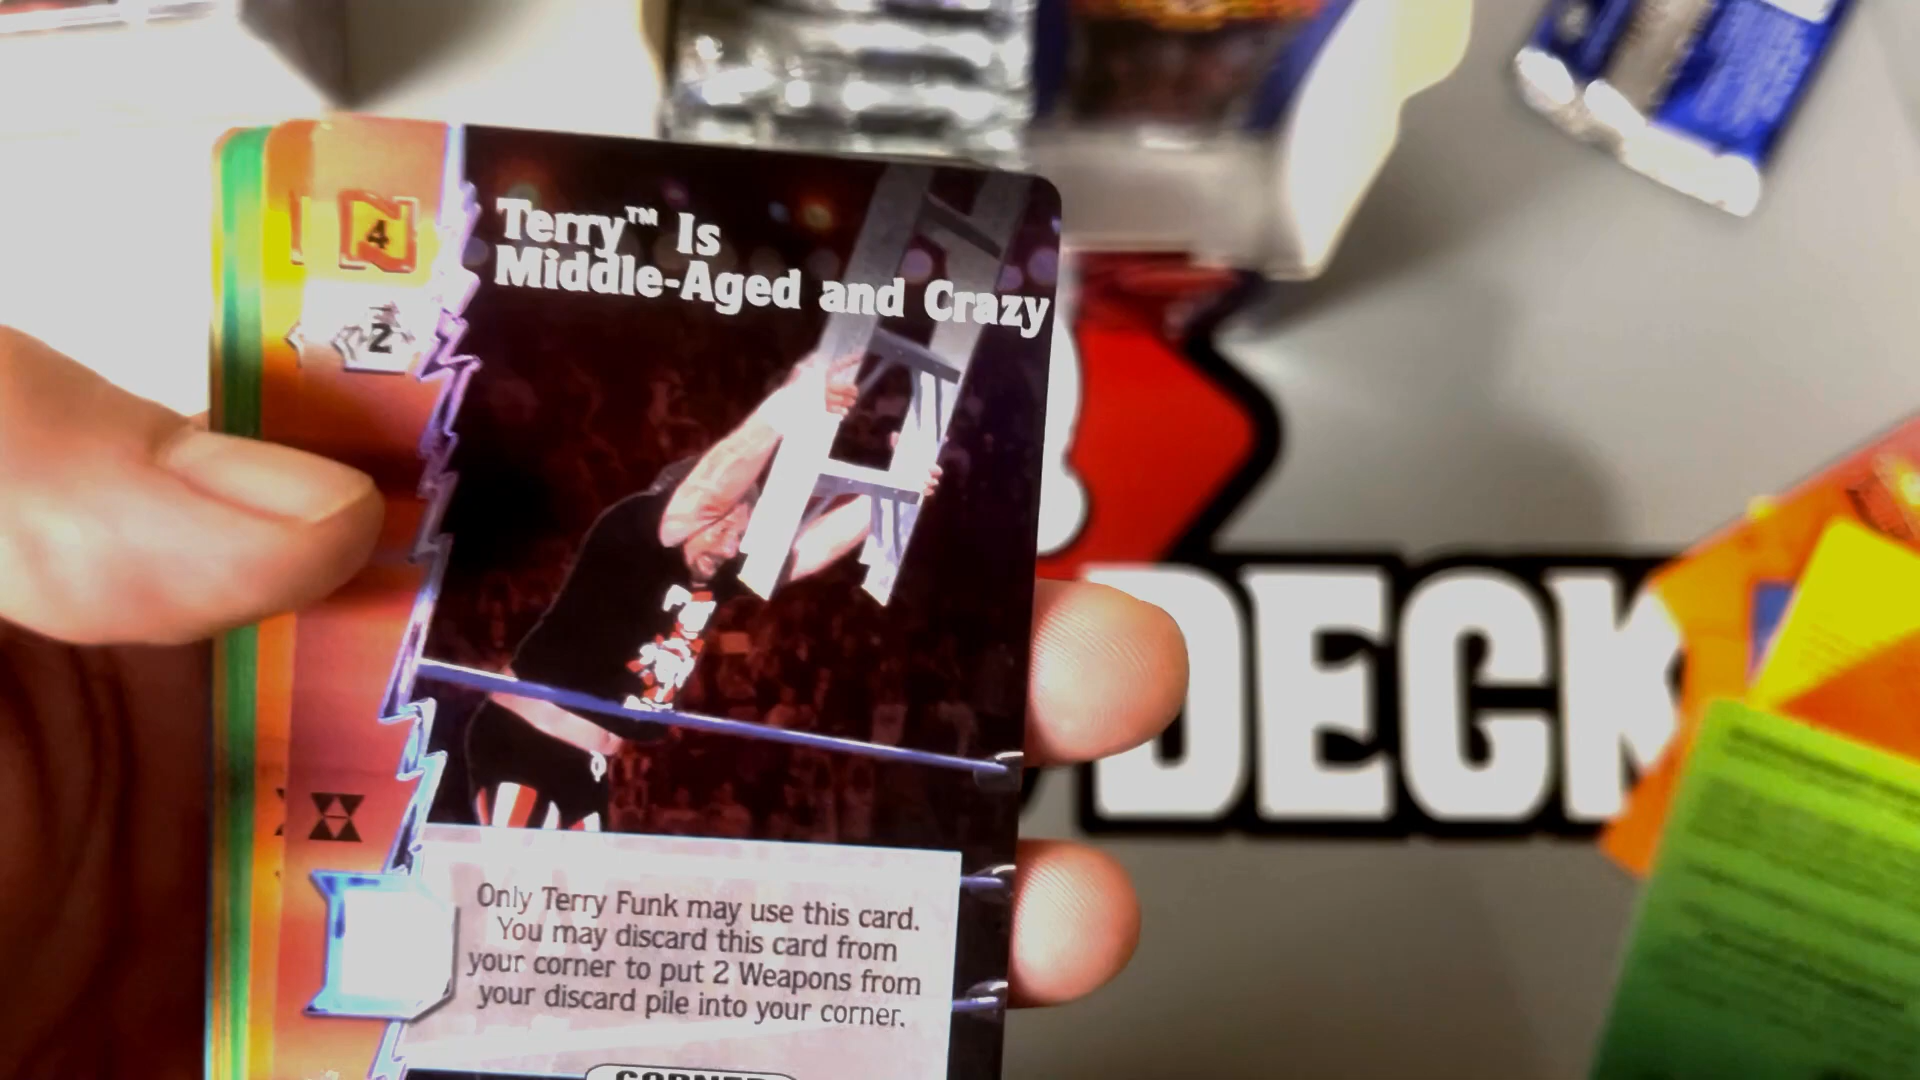 4
2
Terry™ Is
Middle-Aged and Crazy
Only Terry Funk may use this card.
You may discard this card from
your corner to put 2 Weapons from
your discard pile into your corner.
CORNER
DECK